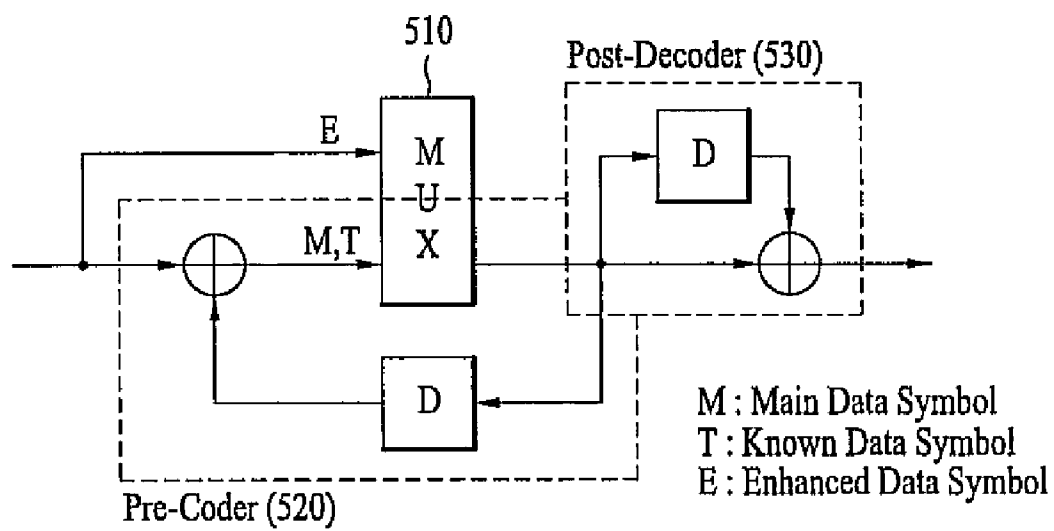 510
Post-Decoder (530)
E
M
U
X
D
M,T
D
M : Main Data Symbol
T : Known Data Symbol
E : Enhanced Data Symbol
Pre-Coder (520)